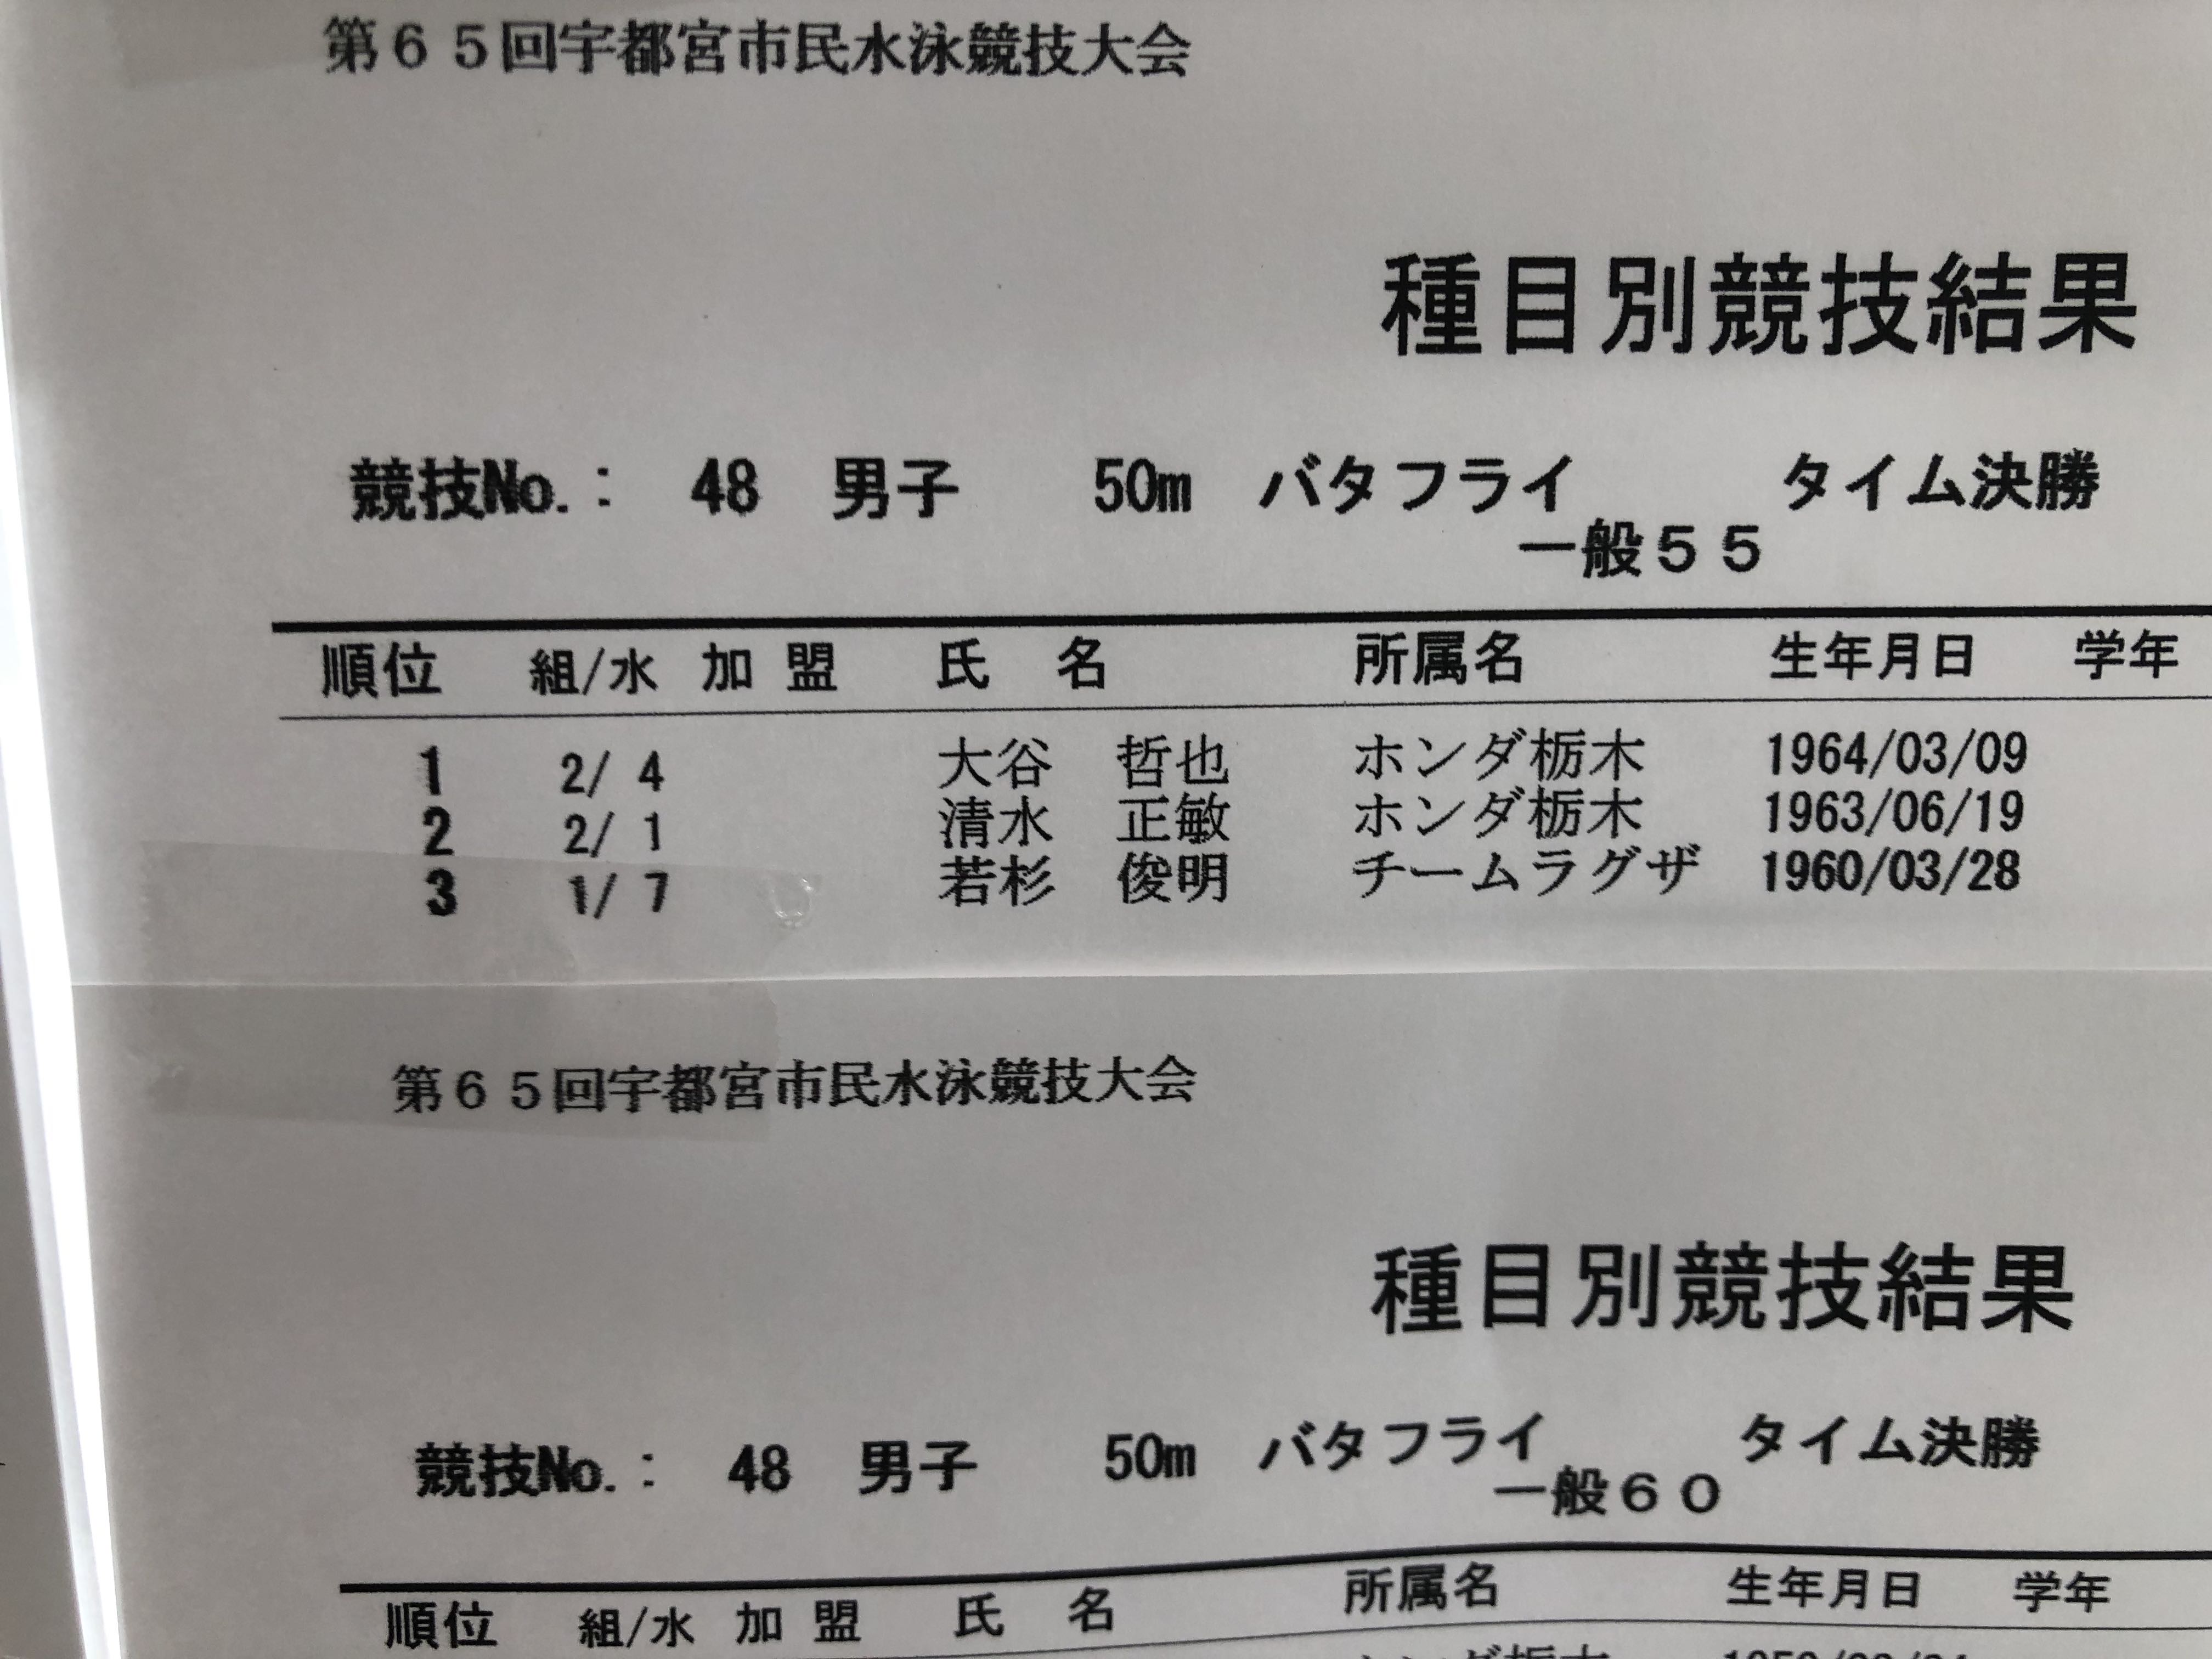 第６５回宇都宮市民水泳競技大会
種目別競技結果
競技No.： 48 男子 50m バタフライ タイム決勝
一般５５
順位 組/水 加盟 氏 名 所属名 生年月日 学年
1 2/ 4 大谷 哲也 ホンダ栃木 1964/03/09
2 2/ 1 清水 正敏 ホンダ栃木 1963/06/19
3 1/ 7 若杉 俊明 チームラグザ 1960/03/28
第６５回宇都宮市民水泳競技大会
種目別競技結果
競技No.： 48 男子 50m バタフライ タイム決勝
一般６０
順位 組/水 加盟 氏 名 所属名 生年月日 学年